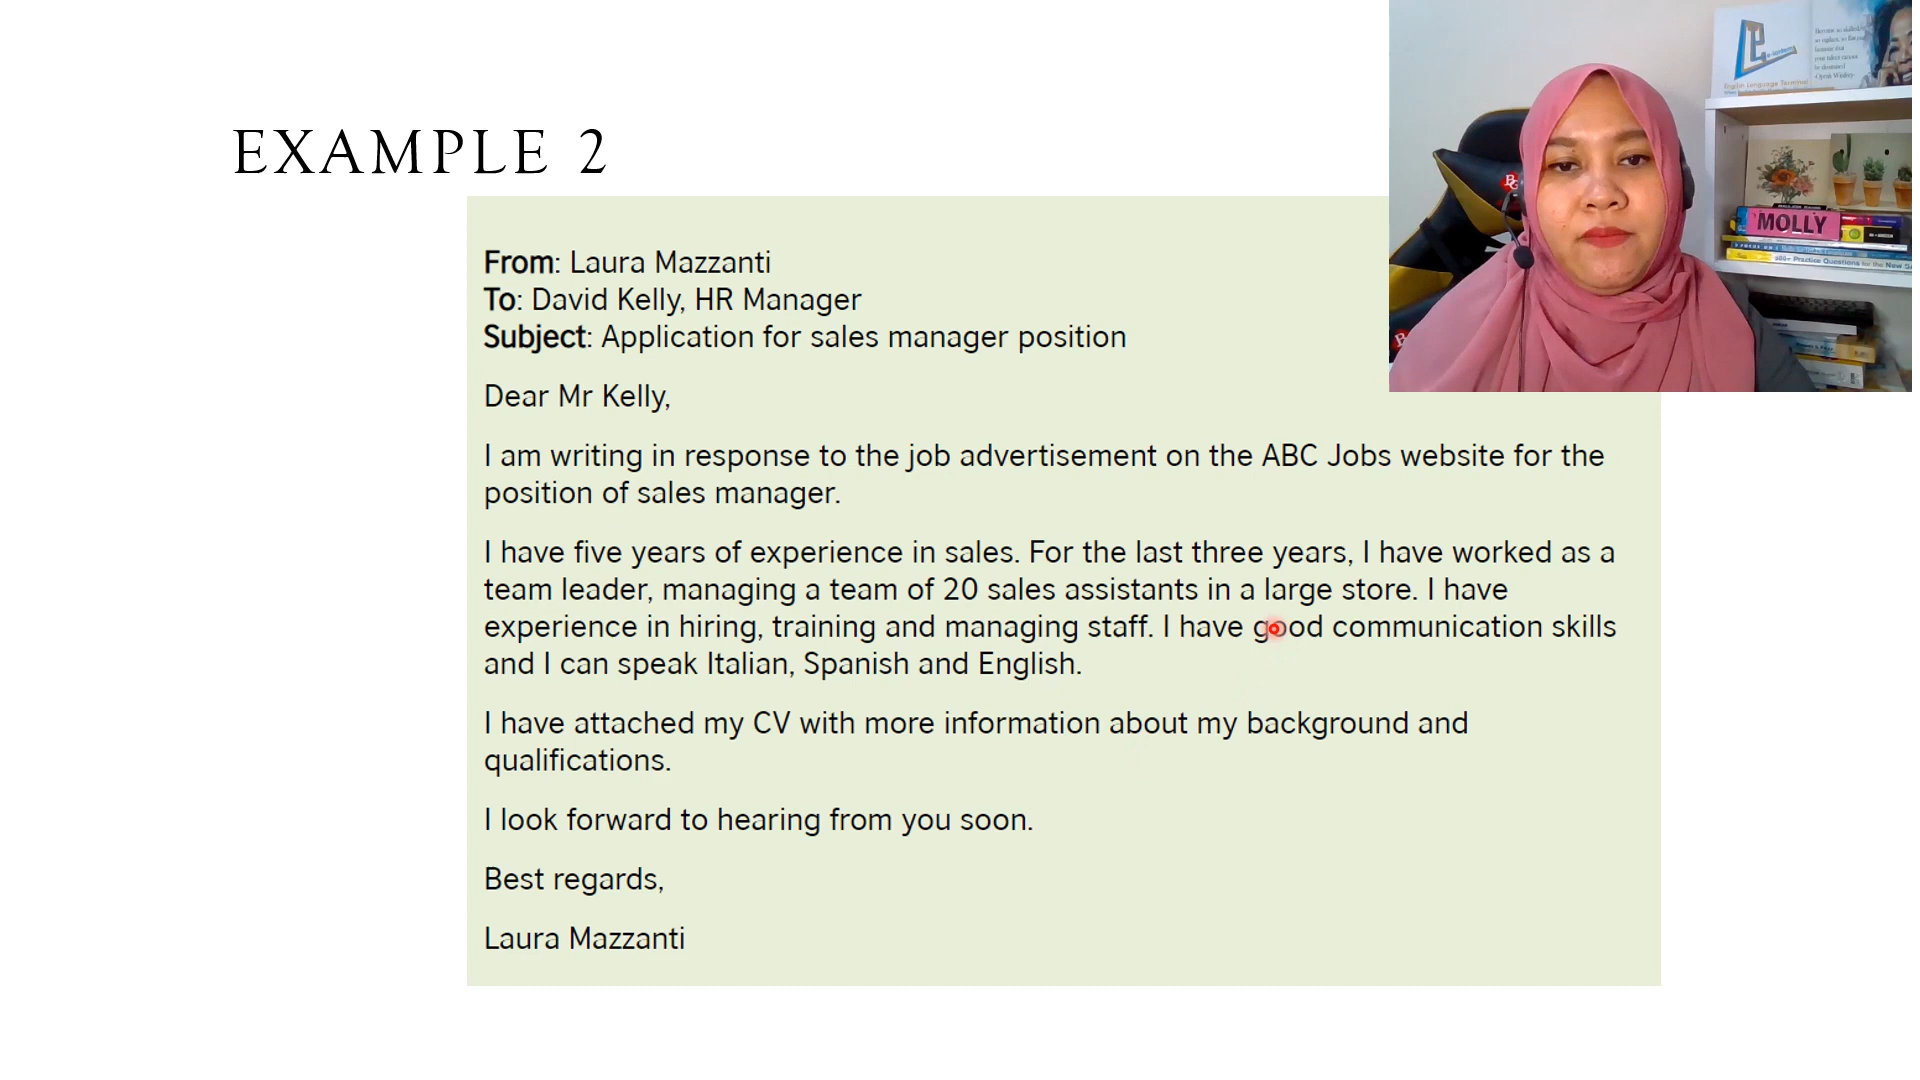 EXAMPLE 2
From: Laura Mazzanti
To: David Kelly, HR Manager
Subject: Application for sales manager position
Dear Mr Kelly,
I am writing in response to the job advertisement on the ABC Jobs website for the
position of sales manager.
I have five years of experience in sales. For the last three years, I have worked as a
team leader, managing a team of 20 sales assistants in a large store. I have
experience in hiring, training and managing staff. I have good communication skills
and I can speak Italian, Spanish and English.
I have attached my CV with more information about my background and
qualifications.
I look forward to hearing from you soon.
Best regards,
Laura Mazzanti
English Language Terminal
-Oprah Winfrey-
MOLLY